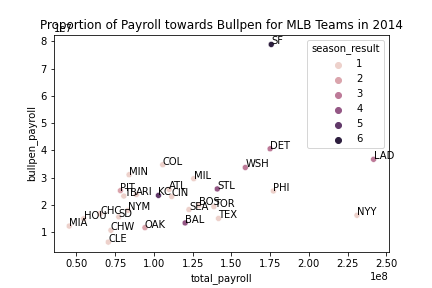 Proportion of Payroll towards Bullpen for MLB Teams in 2014
1e7
SF
season_result
1
2
3
4
5
6
8
7
6
5
4
3
2
1
bullpen_payroll
DET
LAD
WSH
COL
MIN
MIL
PHI
PIT
TB
ARI
KC
ATL
CIN
STL
BOS
TOR
SEA
NYY
CHC
SD
NYM
HOU
TEX
BAL
OAK
MIA
CHW
CLE
0.50 0.75 1.00 1.25 1.50 1.75 2.00 2.25 2.50
total_payroll
1e8